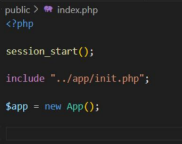 public > index.php
<?php
session_start();
include "../app/init.php";
$app = new App();